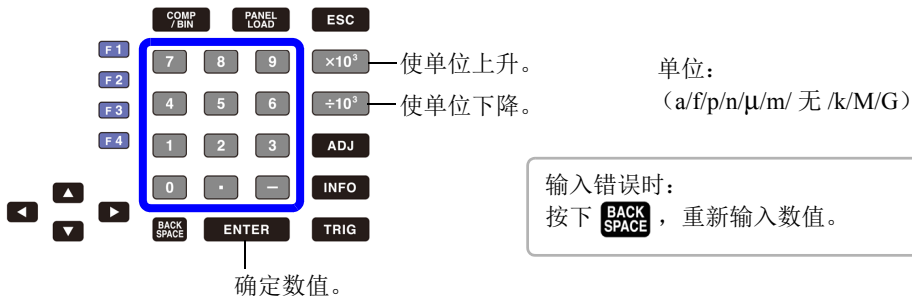 COMP
/BIN
PANEL
LOAD
ESC
F1
7
8
9
×10³
使单位上升。
F2
4
5
6
÷10³
使单位下降。
F3
F4
1
2
3
ADJ
0
·
−
INFO
BACK
SPACE
ENTER
TRIG
确定数值。
单位：
（a/f/p/n/μ/m/ 无 /k/M/G）
输入错误时：
按下 BACK SPACE ，重新输入数值。